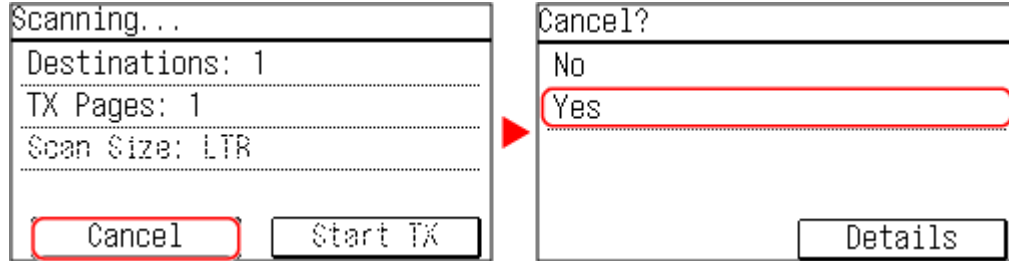 Scanning...
Destinations: 1
TX Pages: 1
Scan Size: LTR
Cancel
Start TX
Cancel?
No
Yes
Details